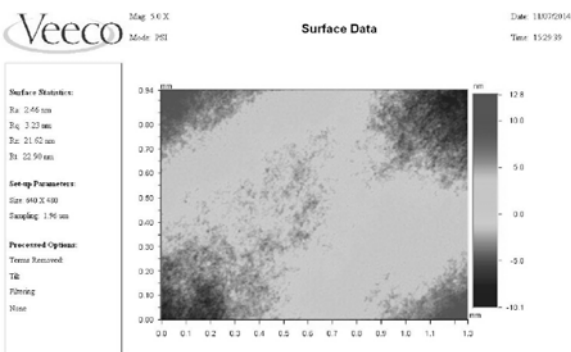 Veeco
Mag: 5.0 X
Mode: PSI
Surface Data
Date: 11/07/2014
Time: 15:29:39
Surface Statistics:
Ra: 2.46 nm
Rq: 3.23 nm
Rz: 21.62 nm
Rt: 22.90 nm
Set-up Parameters:
Size: 640 X 480
Sampling: 1.96 um
Processed Options:
Terms Removed:
Tilt
Filtering:
None
mm
0.94
0.80
0.70
0.60
0.50
0.40
0.30
0.20
0.10
0.00
0.0 0.1 0.2 0.3 0.4 0.5 0.6 0.7 0.8 0.9 1.0 1.1 1.3
mm
nm
12.8
10.0
5.0
0.0
-5.0
-10.1